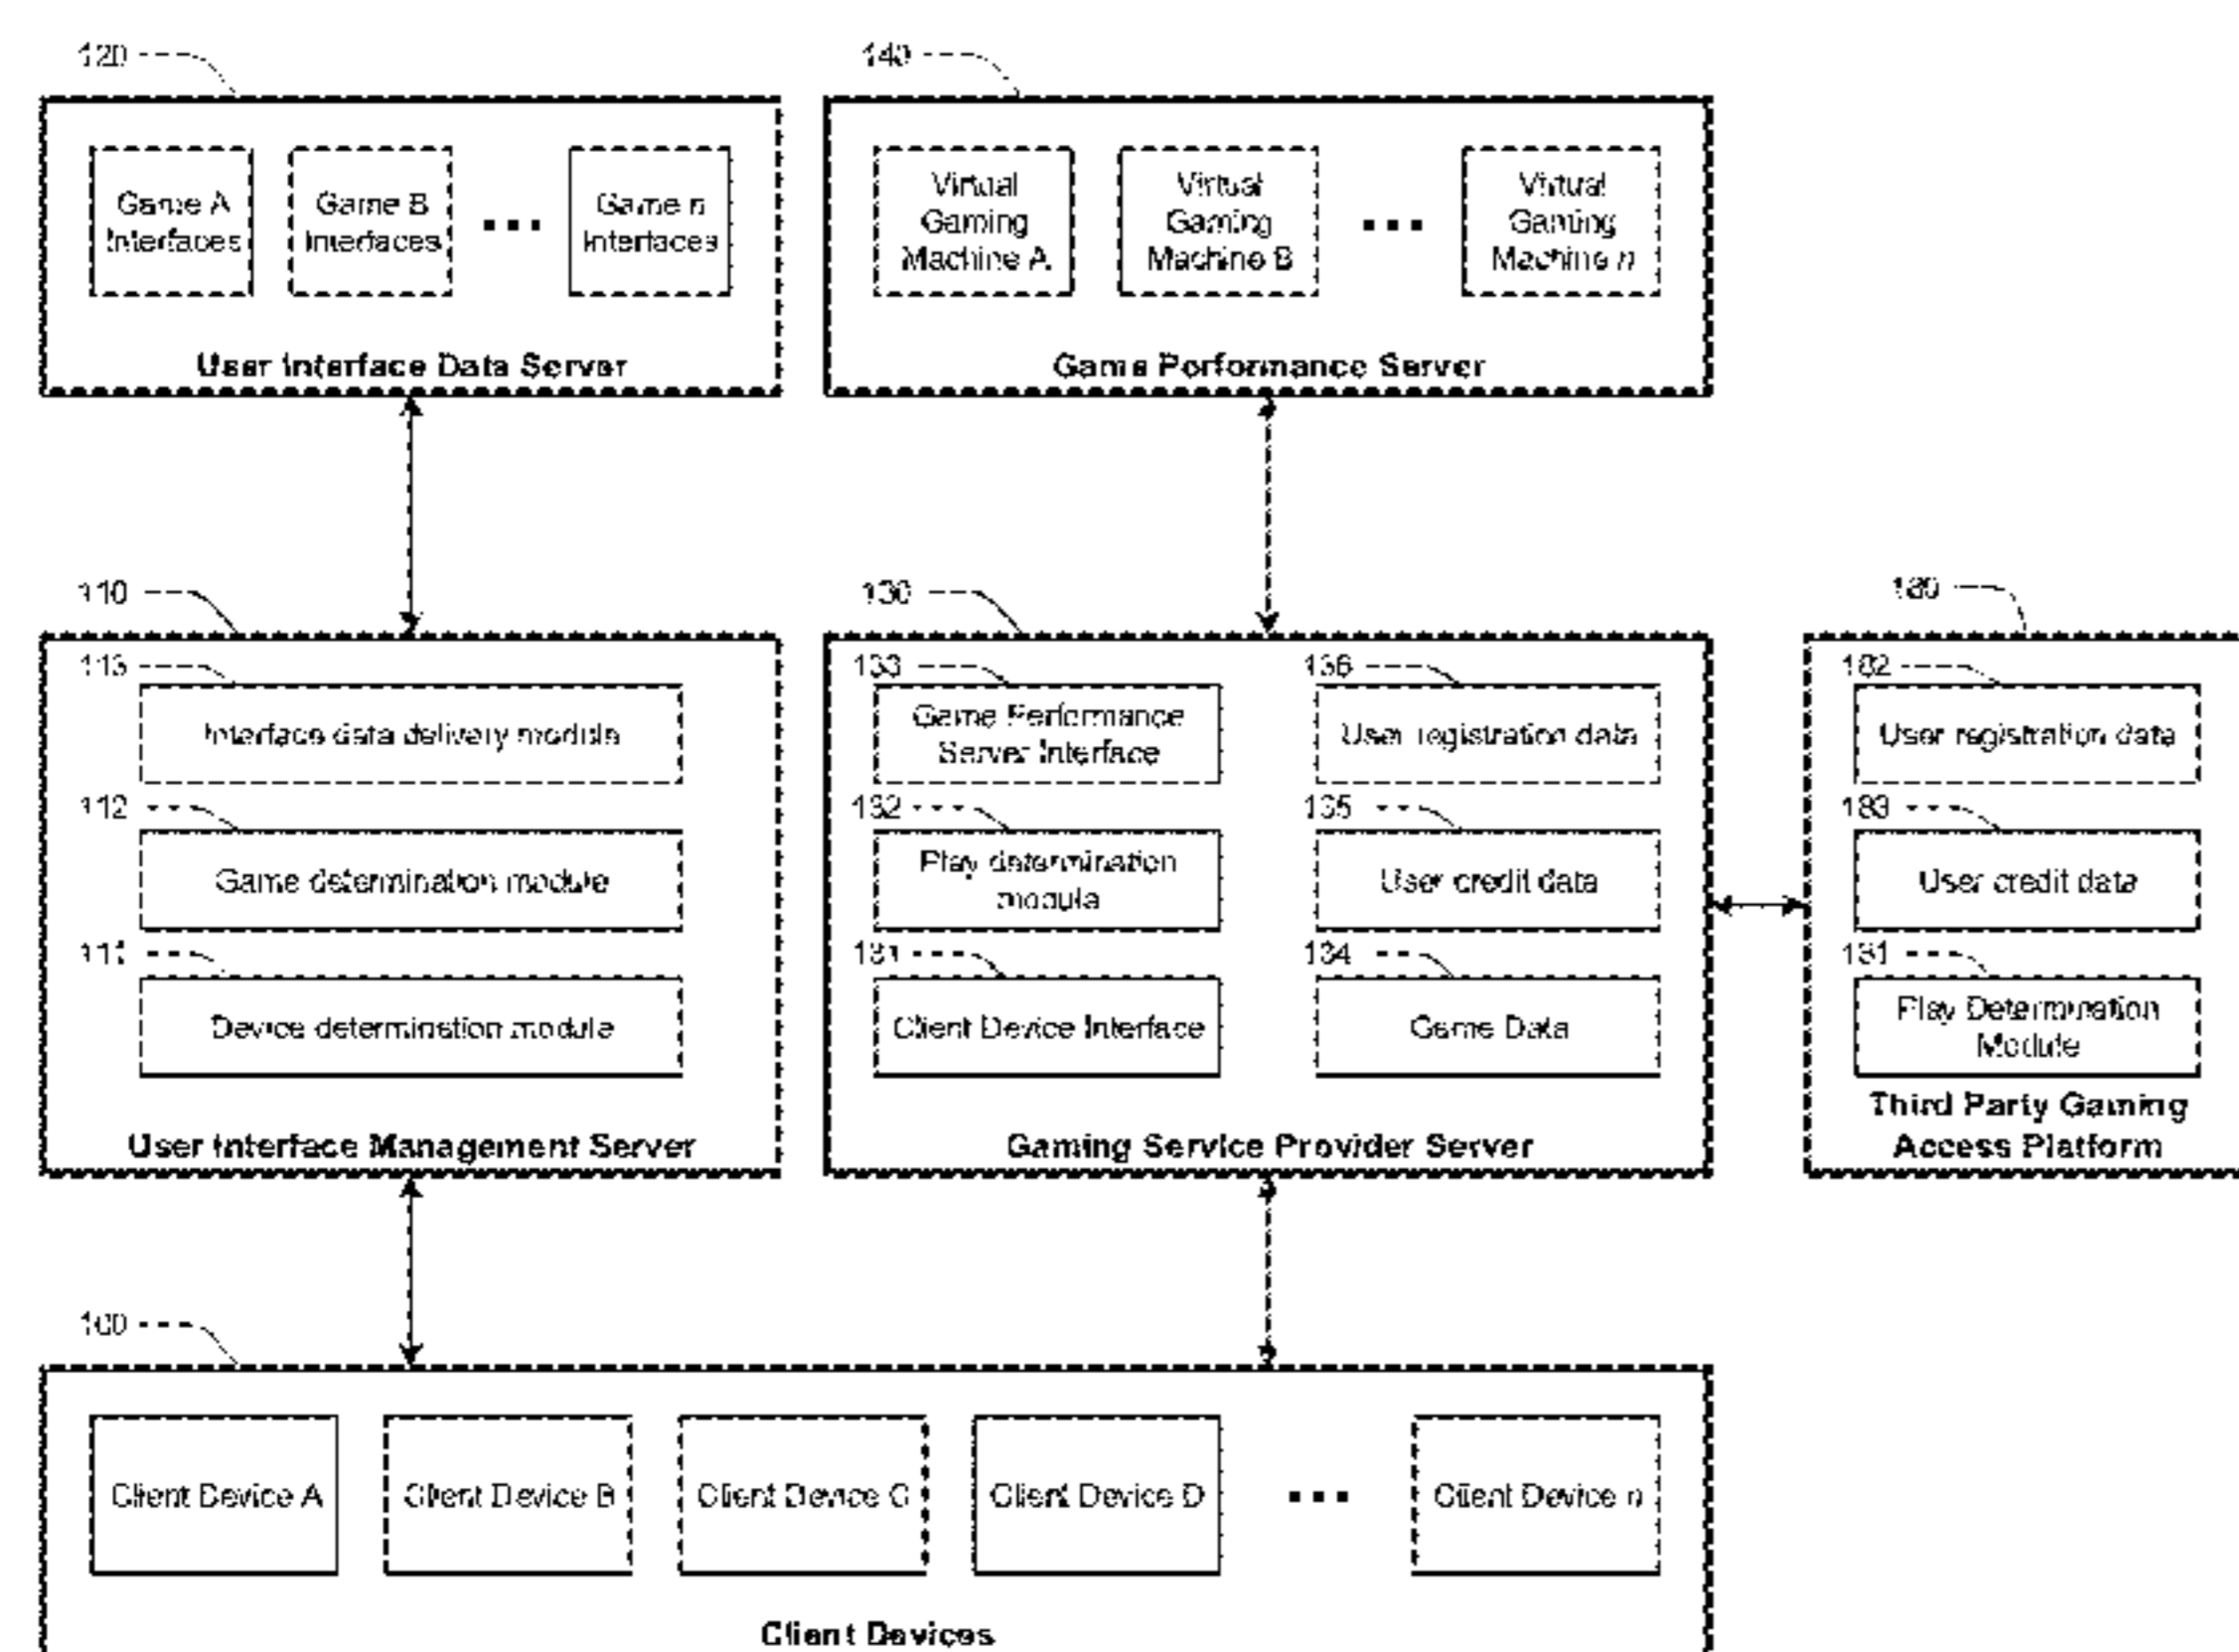 120
140
Game A
Interfaces
Game B
Interfaces
...
Game n
Interfaces
Virtual
Gaming
Machine A
Virtual
Gaming
Machine B
...
Virtual
Gaming
Machine n
User Interface Data Server
Game Performance Server
110
130
180
113
Interface data delivery module
112
Game determination module
111
Device determination module
User Interface Management Server
133
Game Performance
Server Interface
136
User registration data
132
Play determination
module
135
User credit data
131
Client Device Interface
134
Game Data
Gaming Service Provider Server
182
User registration data
183
User credit data
181
Play Determination
Module
Third Party Gaming
Access Platform
100
Client Device A
Client Device B
Client Device C
Client Device D
...
Client Device n
Client Devices